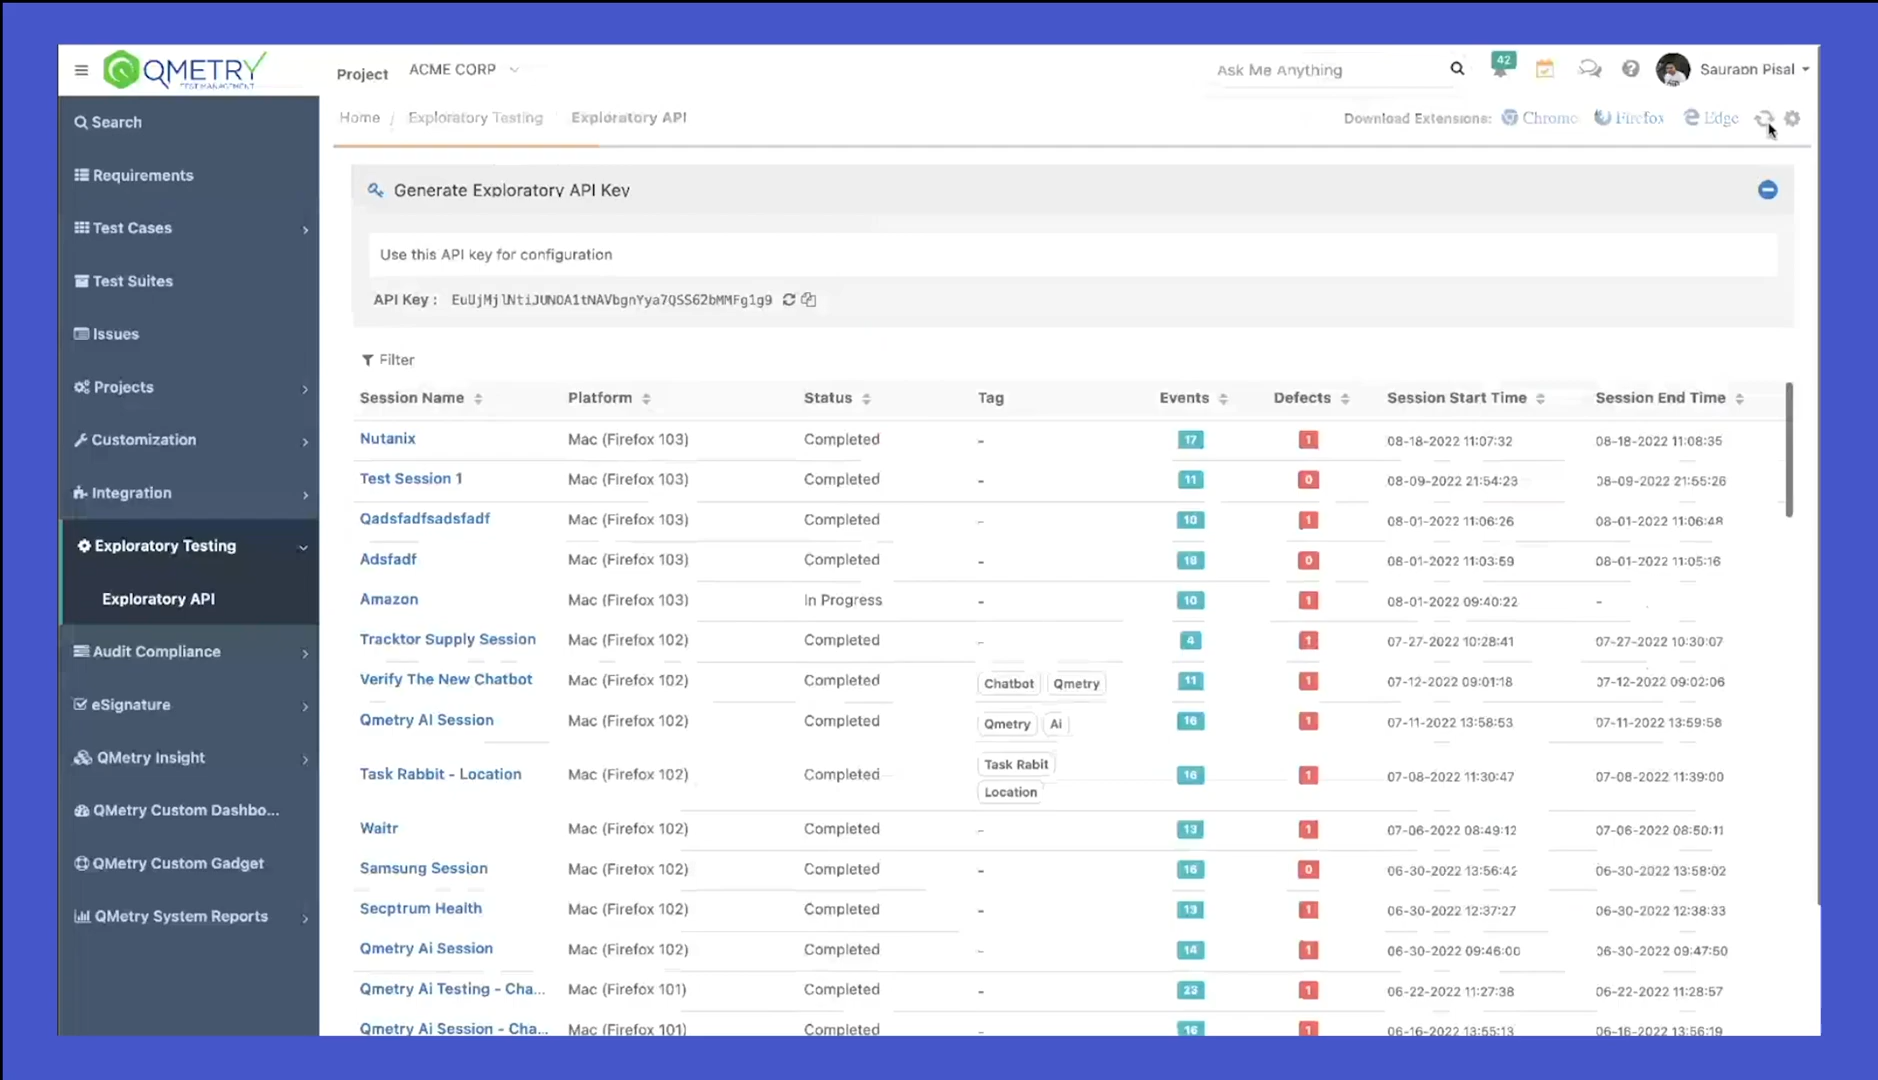 QMETRY
TEST MANAGEMENT
Project ACME CORP
Ask Me Anything
42
Saurabh Pisal
Home / Exploratory Testing Exploratory API
Download Extensions: Chrome Firefox Edge
Search
Requirements
Test Cases
Test Suites
Issues
Projects
Customization
Integration
Exploratory Testing
Exploratory API
Audit Compliance
eSignature
QMetry Insight
QMetry Custom Dashbo...
QMetry Custom Gadget
QMetry System Reports
Generate Exploratory API Key
Use this API key for configuration
API Key : EuUjMjlNtiJUNOA1tNAVbgnYya7QSS62bMMFg1g9
Filter
Session Name Platform Status Tag Events Defects Session Start Time Session End Time
Nutanix Mac (Firefox 103) Completed - 17 1 08-18-2022 11:07:32 08-18-2022 11:08:35
Test Session 1 Mac (Firefox 103) Completed - 11 0 08-09-2022 21:54:23 08-09-2022 21:55:26
Qadsfadfsadsfadf Mac (Firefox 103) Completed - 10 1 08-01-2022 11:06:26 08-01-2022 11:06:48
Adsfadf Mac (Firefox 103) Completed - 0 08-01-2022 11:03:59 08-01-2022 11:05:16
Amazon Mac (Firefox 103) In Progress - 10 1 08-01-2022 09:40:22 -
Tracktor Supply Session Mac (Firefox 102) Completed - 4 1 07-27-2022 10:28:41 07-27-2022 10:30:07
Verify The New Chatbot Mac (Firefox 102) Completed Chatbot Qmetry 11 1 07-12-2022 09:01:18 07-12-2022 09:02:06
Qmetry AI Session Mac (Firefox 102) Completed Qmetry Ai 16 1 07-11-2022 13:58:53 07-11-2022 13:59:58
Task Rabbit - Location Mac (Firefox 102) Completed Task Rabit Location 16 1 07-08-2022 11:30:47 07-08-2022 11:39:00
Waitr Mac (Firefox 102) Completed - 13 1 07-06-2022 08:49:12 07-06-2022 08:50:11
Samsung Session Mac (Firefox 102) Completed - 16 0 06-30-2022 13:56:42 06-30-2022 13:58:02
Secptrum Health Mac (Firefox 102) Completed - 13 1 06-30-2022 12:37:27 06-30-2022 12:38:33
Qmetry Ai Session Mac (Firefox 102) Completed - 14 1 06-30-2022 09:46:00 06-30-2022 09:47:50
Qmetry Ai Testing - Cha... Mac (Firefox 101) Completed - 23 1 06-22-2022 11:27:38 06-22-2022 11:28:57
Qmetry Ai Session - Cha... Mac (Firefox 101) Completed - 16 1 06-16-2022 13:55:13 06-16-2022 13:56:19